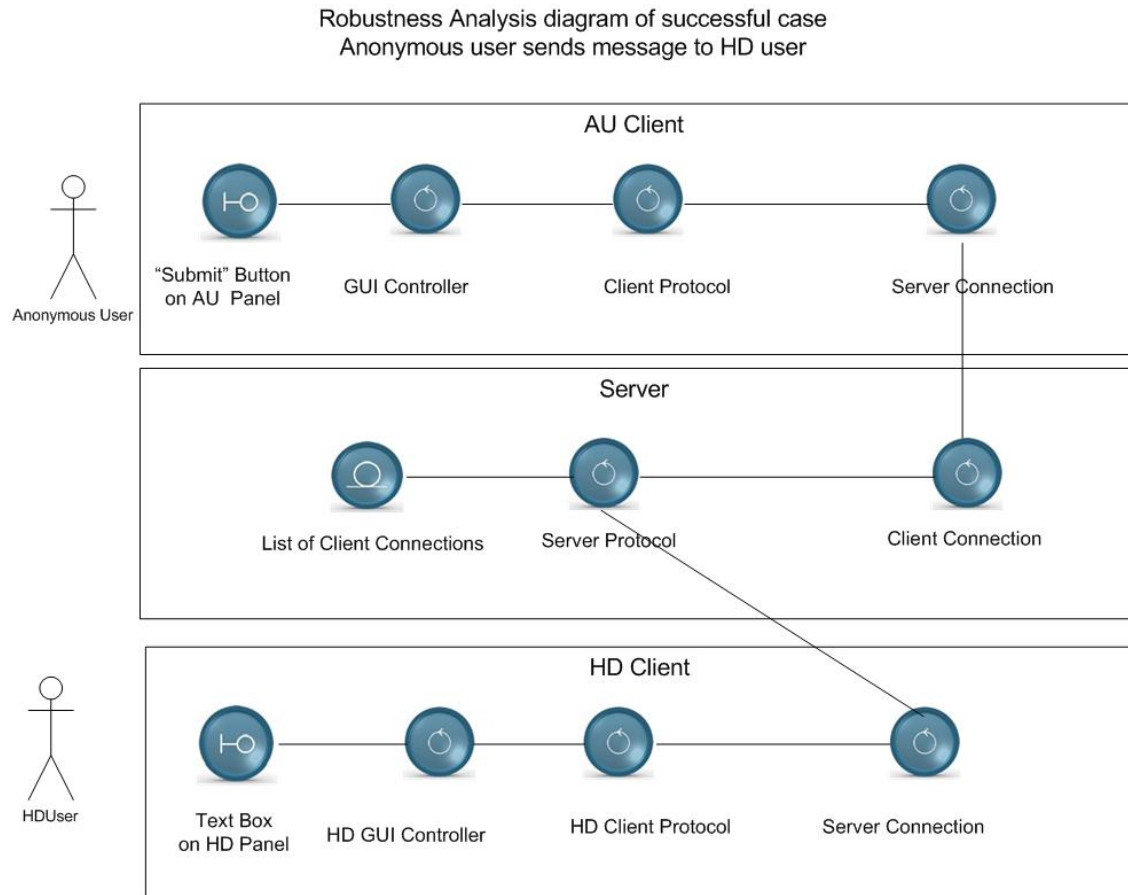 Robustness Analysis diagram of successful case
Anonymous user sends message to HD user
AU Client
Anonymous User
“Submit” Button
on AU Panel
GUI Controller
Client Protocol
Server Connection
Server
List of Client Connections
Server Protocol
Client Connection
HD Client
HDUser
Text Box
on HD Panel
HD GUI Controller
HD Client Protocol
Server Connection